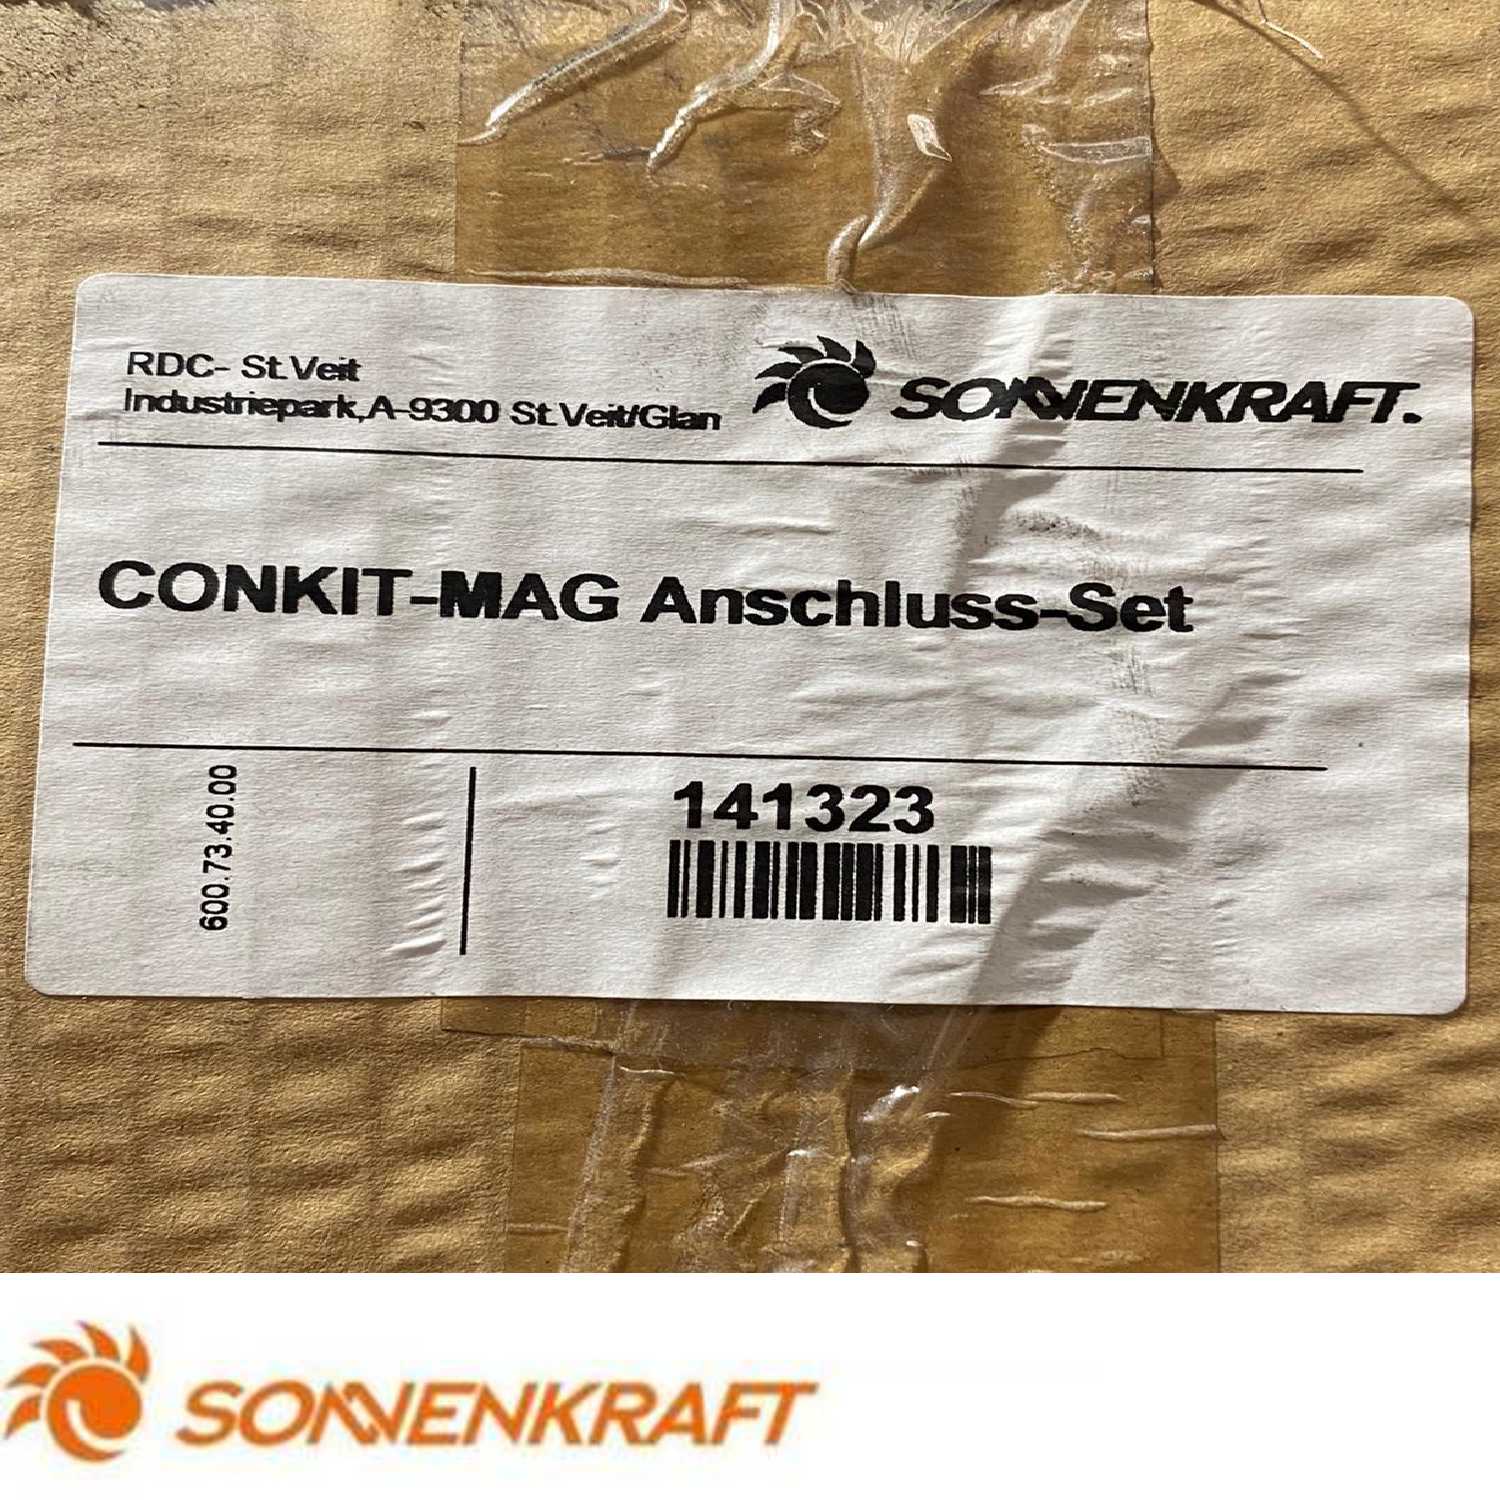 RDC- St.Veit
Industriepark,A-9300 St.Veit/Glan
SONNENKRAFT.
CONKIT-MAG Anschluss-Set
600.73.40.00
141323
SONNENKRAFT